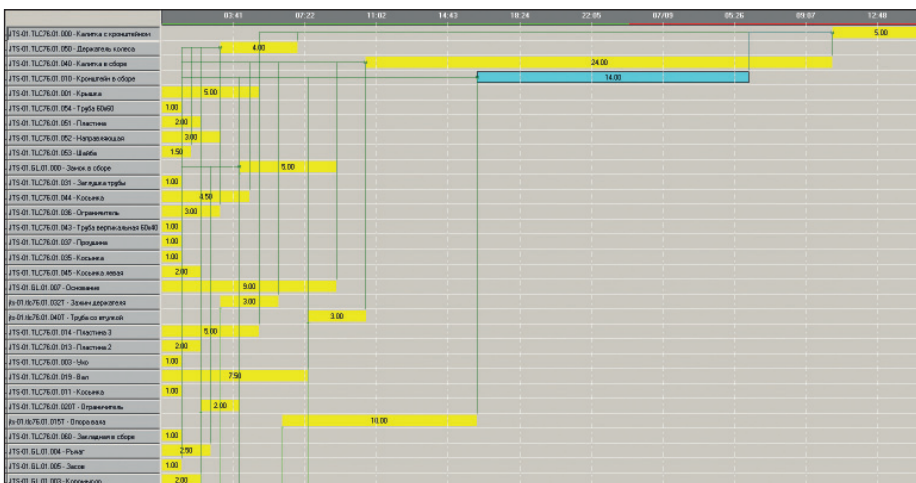 03:41 07:22 11:02 14:43 18:24 22:05 07/09 05:26 09:07 12:48
JTS-01.TLC76.01.000 - Калитка с кронштейном 5.00
JTS-01.TLC76.01.050 - Держатель колеса 4.00
JTS-01.TLC76.01.040 - Калитка в сборе 24.00
JTS-01.TLC76.01.010 - Кронштейн в сборе 14.00
JTS-01.TLC76.01.001 - Крышка 5.00
JTS-01.TLC76.01.054 - Труба 60x60 1.00
JTS-01.TLC76.01.051 - Пластина 2.00
JTS-01.TLC76.01.052 - Направляющая 3.00
JTS-01.TLC76.01.053 - Шайба 1.50
JTS-01.GL.01.000 - Замок в сборе 5.00
JTS-01.TLC76.01.031 - Заглушка трубы 1.00
JTS-01.TLC76.01.044 - Косынка 4.50
JTS-01.TLC76.01.036 - Ограничитель 3.00
JTS-01.TLC76.01.043 - Труба вертикальная 60x40 1.00
JTS-01.TLC76.01.037 - Проушина 1.00
JTS-01.TLC76.01.035 - Косынка 1.00
JTS-01.TLC76.01.045 - Косынка левая 2.00
JTS-01.GL.01.007 - Основание 9.00
jts-01.tlc76.01.032T - Зажим держателя 3.00
jts-01.tlc76.01.040T - Труба со втулкой 3.00
JTS-01.TLC76.01.014 - Пластина 3 5.00
JTS-01.TLC76.01.013 - Пластина 2 2.00
JTS-01.TLC76.01.003 - Ухо 1.00
JTS-01.TLC76.01.019 - Вал 7.50
JTS-01.TLC76.01.011 - Косынка 1.00
JTS-01.TLC76.01.020T - Ограничитель 2.00
jts-01.tlc76.01.015T - Опора вала 10.00
JTS-01.TLC76.01.060 - Закладная в сборе 1.00
JTS-01.GL.01.004 - Рычаг 2.50
JTS-01.GL.01.005 - Засов 1.00
JTS-01.GL.01.003 - 2.00